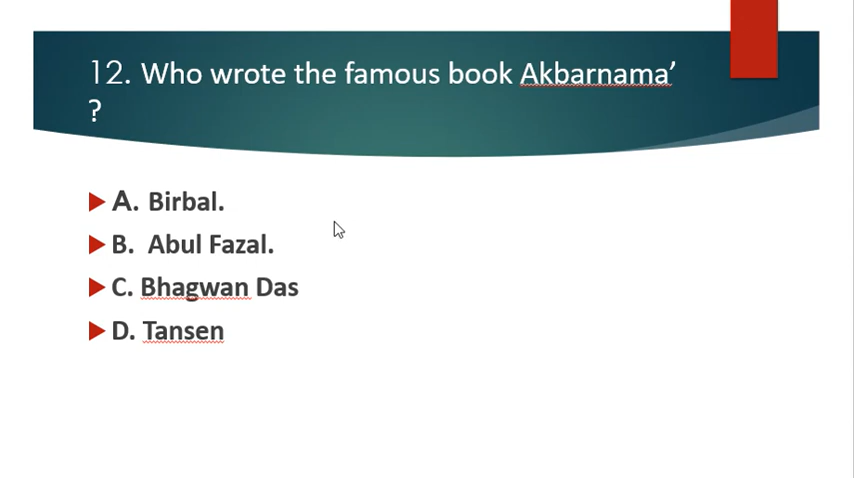 12. Who wrote the famous book Akbarnama’
?
A. Birbal.
B. Abul Fazal.
C. Bhagwan Das
D. Tansen